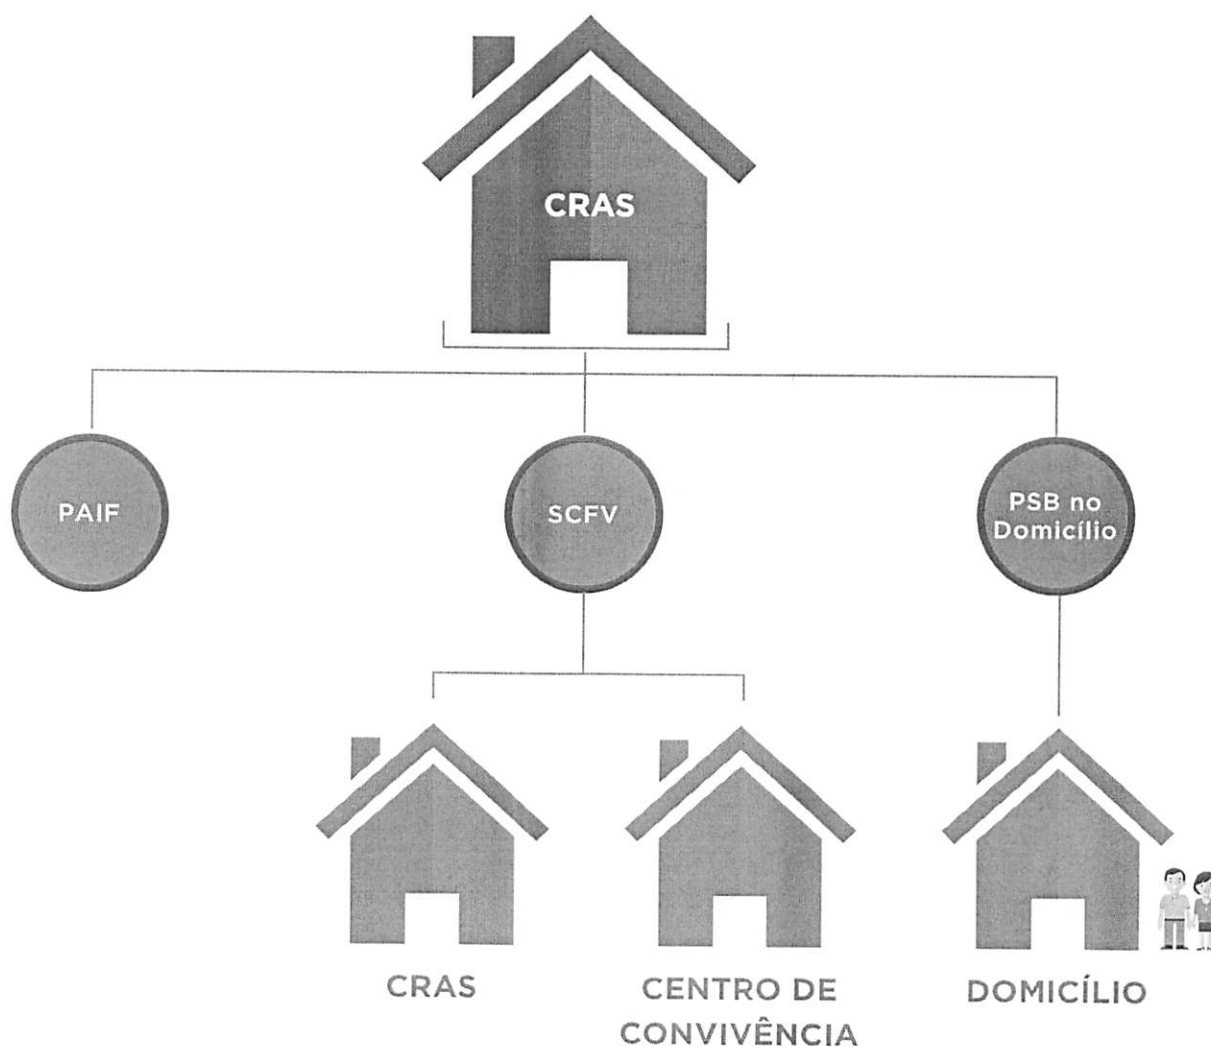 CRAS
PAIF
SCFV
PSB no
Domicílio
CRAS
CENTRO DE
CONVIVÊNCIA
DOMICÍLIO